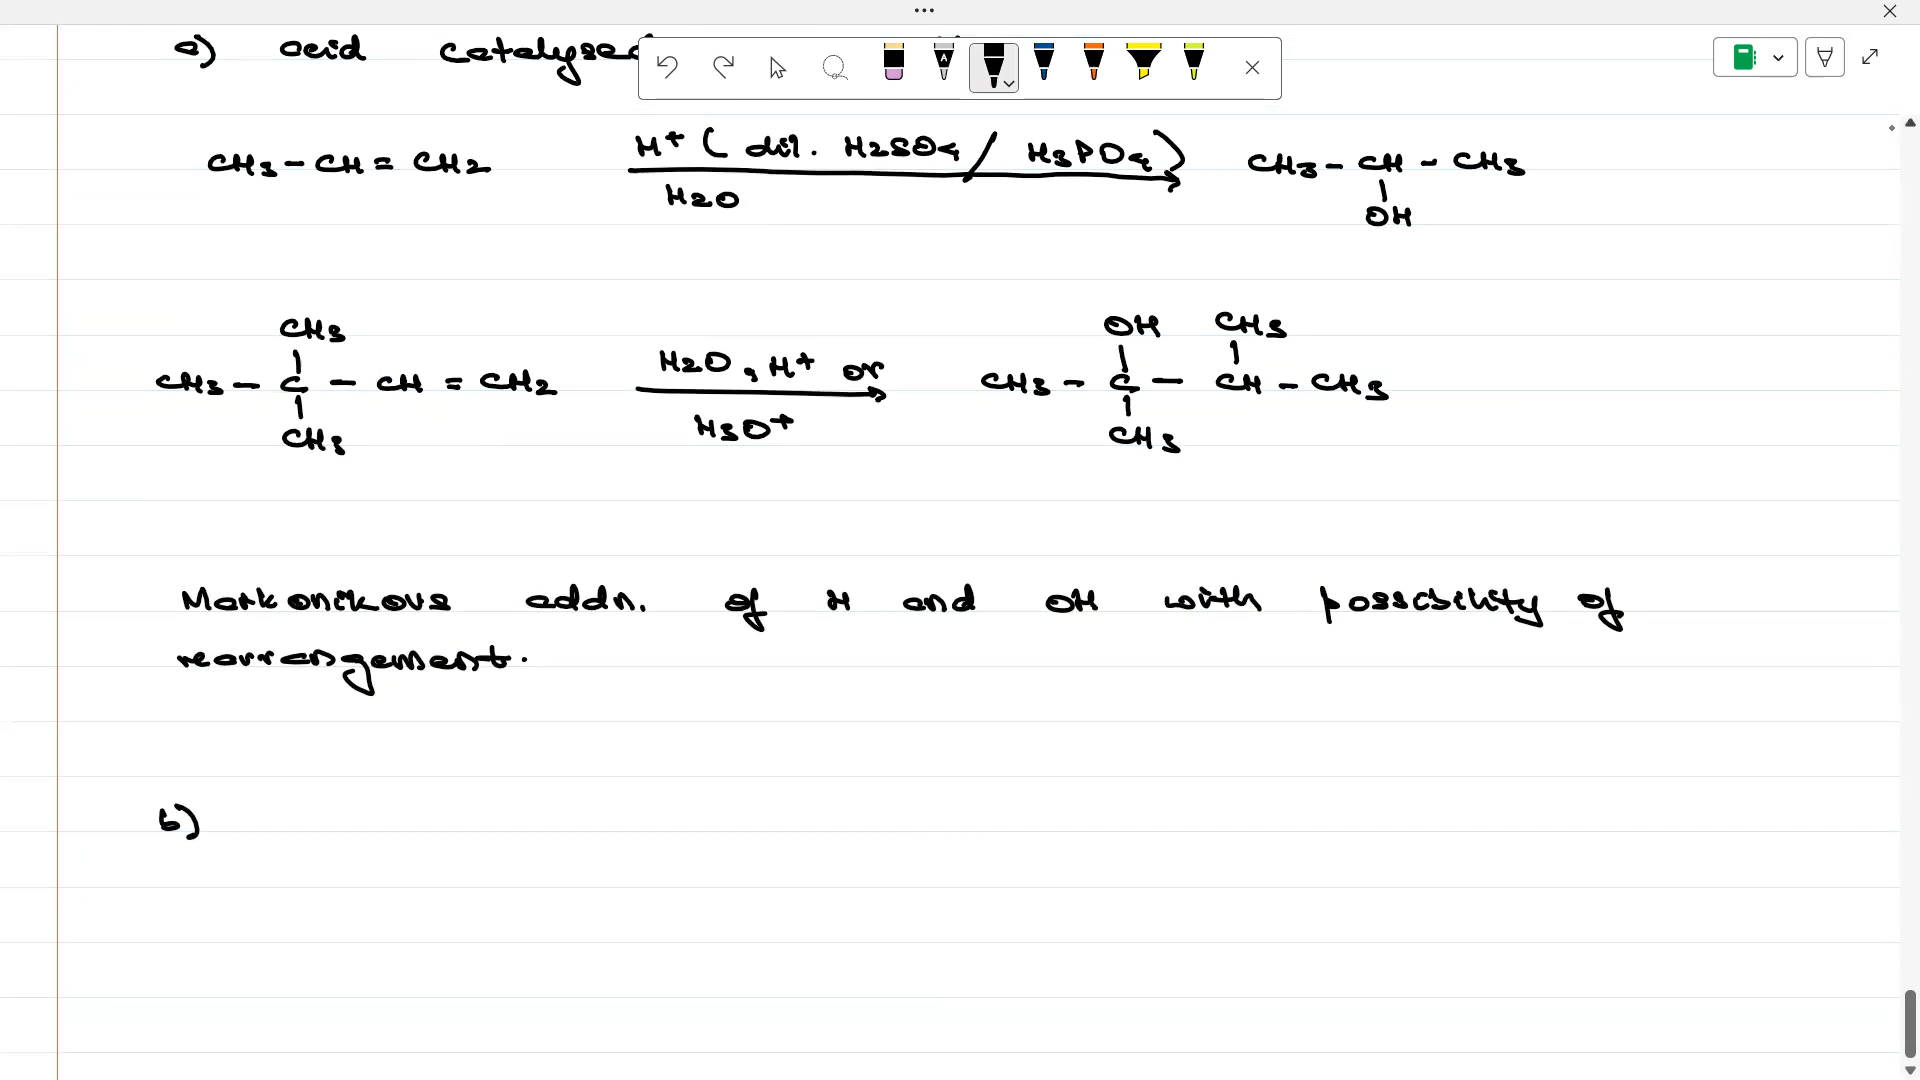 a) acid catalysed
CH3-CH=CH2 H+ (dil. H2SO4/ H3PO4) CH3-CH-CH3
H2O
OH
CH3 OH CH3
CH3-C-CH=CH2 H2O, H+ or CH3-C-CH-CH3
H3O+
CH3 CH3
Markonikovs addn. of H and OH with possibility of
rearrangement.
b)